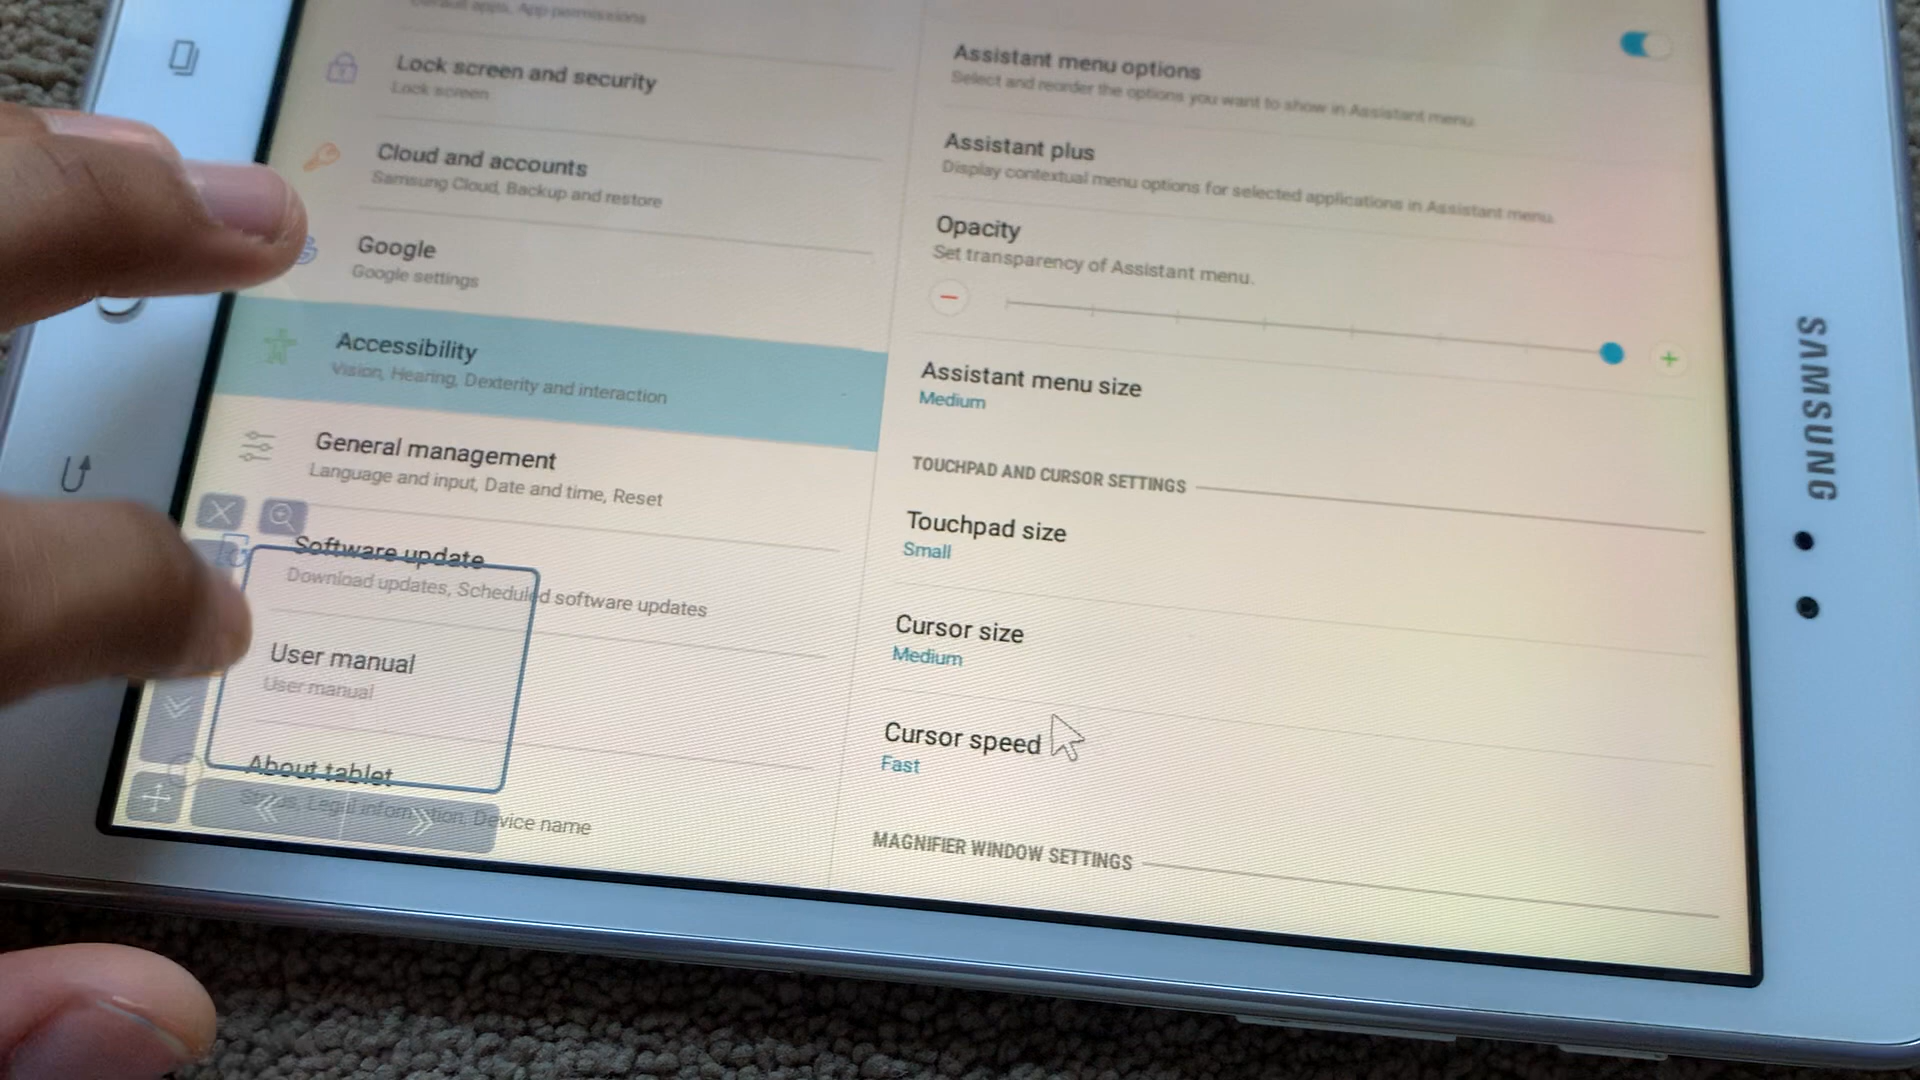 Default apps, App permissions
Lock screen and security
Lock screen
Cloud and accounts
Samsung Cloud, Backup and restore
Google
Google settings
Accessibility
Vision, Hearing, Dexterity and interaction
General management
Language and input, Date and time, Reset
Software update
Download updates, Scheduled software updates
User manual
User manual
About tablet
Status, Legal information, Device name
Assistant menu options
Select and reorder the options you want to show in Assistant menu.
Assistant plus
Display contextual menu options for selected applications in Assistant menu.
Opacity
Set transparency of Assistant menu.
Assistant menu size
Medium
TOUCHPAD AND CURSOR SETTINGS
Touchpad size
Small
Cursor size
Medium
Cursor speed
Fast
MAGNIFIER WINDOW SETTINGS
SAMSUNG